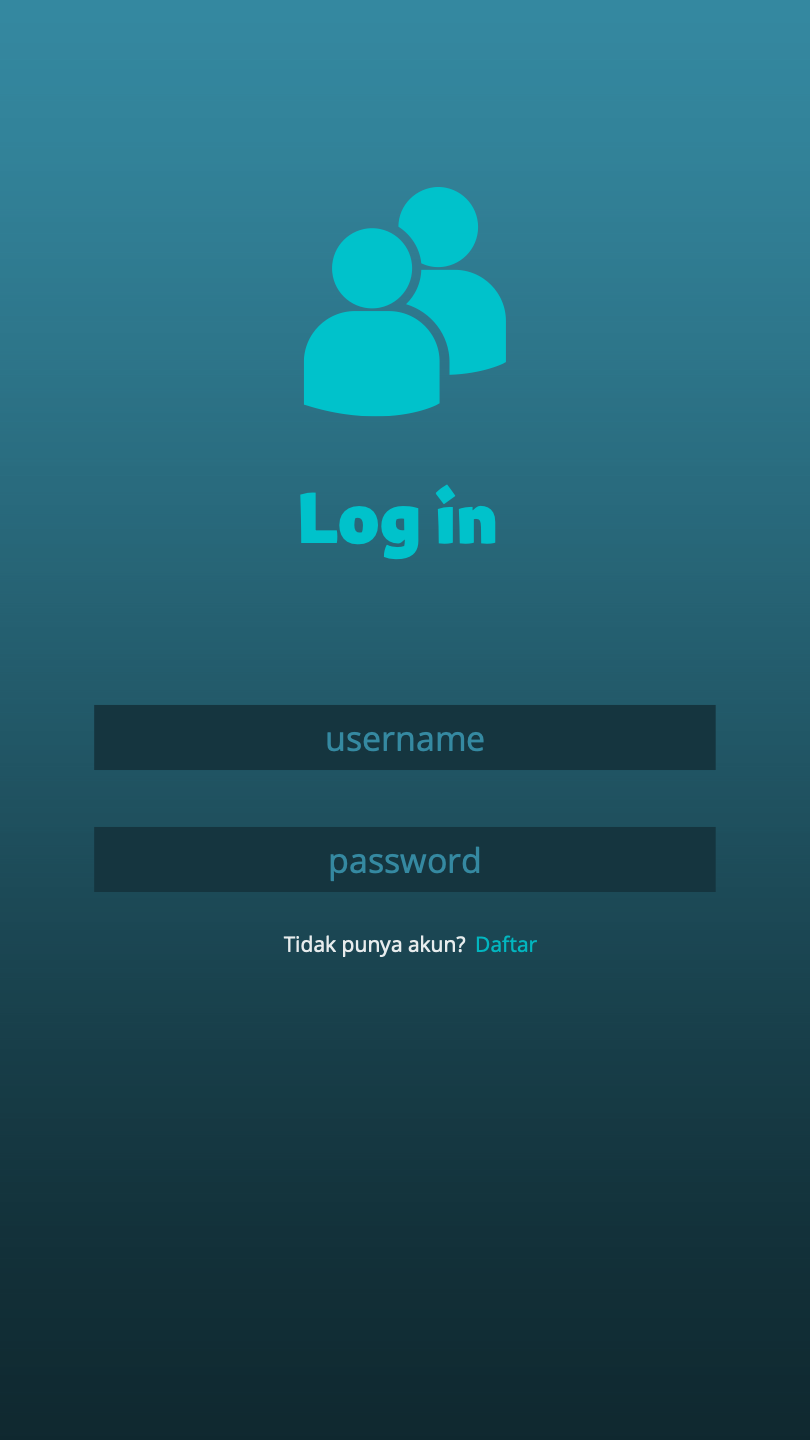 Log in
username
password
Tidak punya akun? Daftar